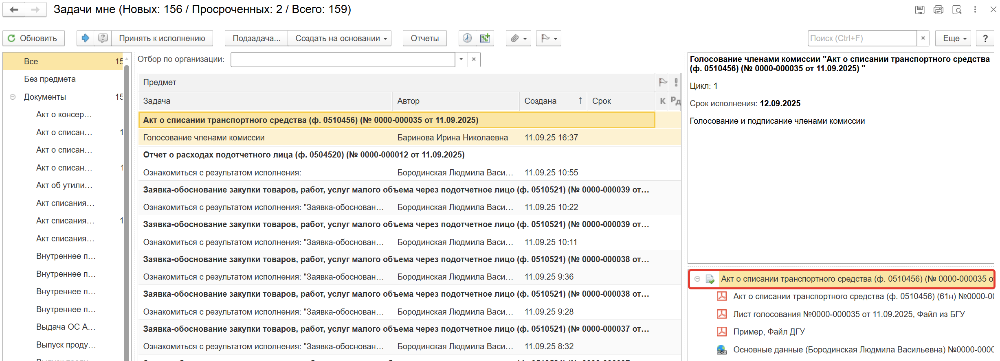 Задачи мне (Новых: 156 / Просроченных: 2 / Всего: 159)
Обновить
Принять к исполнению
Подзадача...
Создать на основании
Отчеты
Поиск (Ctrl+F)
×
Еще
?
Все 15
Без предмета
Документы 15
Акт о консер...
Акт о списан... 1
Акт о списан...
Акт о списан... 1
Акт об утили...
Акт списания...
Акт списания... 1
Акт списания...
Внутреннее п...
Внутреннее п...
Внутреннее п...
Внутреннее п...
Выдача ОС А...
Выпуск проду...
Отбор по организации:
×
Предмет
Задача Автор Создана ↑ Срок К Рд
Акт о списании транспортного средства (ф. 0510456) (№ 0000-000035 от 11.09.2025)
Голосование членами комиссии Баринова Ирина Николаевна 11.09.25 16:37
Отчет о расходах подотчетного лица (ф. 0504520) (№ 0000-000012 от 11.09.2025)
Ознакомиться с результатом исполнения: Бородинская Людмила Васи... 11.09.25 10:55
Заявка-обоснование закупки товаров, работ, услуг малого объема через подотчетное лицо (ф. 0510521) (№ 0000-000039 от...
Ознакомиться с результатом исполнения: "Заявка-обоснован... Бородинская Людмила Васи... 11.09.25 10:22
Заявка-обоснование закупки товаров, работ, услуг малого объема через подотчетное лицо (ф. 0510521) (№ 0000-000039 от...
Ознакомиться с результатом исполнения: "Заявка-обоснован... Бородинская Людмила Васи... 11.09.25 10:11
Заявка-обоснование закупки товаров, работ, услуг малого объема через подотчетное лицо (ф. 0510521) (№ 0000-000038 от...
Ознакомиться с результатом исполнения: "Заявка-обоснован... Бородинская Людмила Васи... 11.09.25 9:36
Заявка-обоснование закупки товаров, работ, услуг малого объема через подотчетное лицо (ф. 0510521) (№ 0000-000038 от...
Ознакомиться с результатом исполнения: "Заявка-обоснован... Бородинская Людмила Васи... 11.09.25 9:28
Заявка-обоснование закупки товаров, работ, услуг малого объема через подотчетное лицо (ф. 0510521) (№ 0000-000037 от...
Ознакомиться с результатом исполнения: "Заявка-обоснован... Бородинская Людмила Васи... 11.09.25 8:32
Голосование членами комиссии "Акт о списании транспортного средства
(ф. 0510456) (№ 0000-000035 от 11.09.2025) "
Цикл: 1
Срок исполнения: 12.09.2025
Голосование и подписание членами комиссии
Акт о списании транспортного средства (ф. 0510456) (№ 0000-000035 о
Акт о списании транспортного средства (ф. 0510456) (61н) №0000-0
Лист голосования №0000-000035 от 11.09.2025, Файл из БГУ
Пример, Файл ДГУ
Основные данные (Бородинская Людмила Васильевна) №0000-000